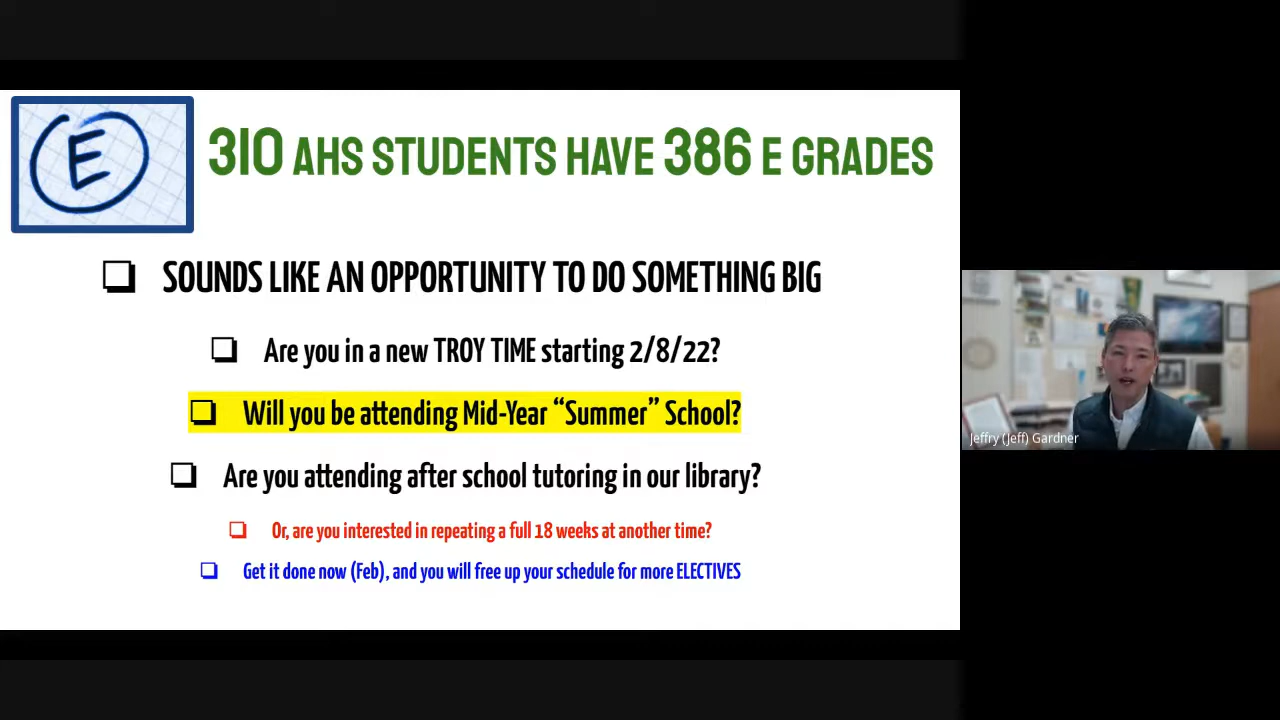 E
310 AHS STUDENTS HAVE 386 E GRADES
SOUNDS LIKE AN OPPORTUNITY TO DO SOMETHING BIG
Are you in a new TROY TIME starting 2/8/22?
Will you be attending Mid-Year “Summer” School?
Are you attending after school tutoring in our library?
Or, are you interested in repeating a full 18 weeks at another time?
Get it done now (Feb), and you will free up your schedule for more ELECTIVES
Jeffry (Jeff) Gardner